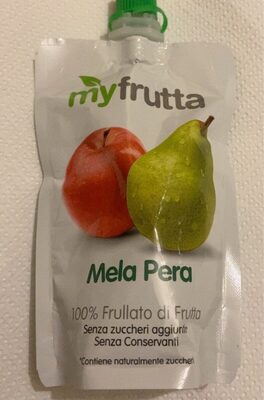 myfrutta
Mela Pera
100% Frullato di Frutta
Senza zuccheri aggiunti*
Senza Conservanti
*Contiene naturalmente zuccheri